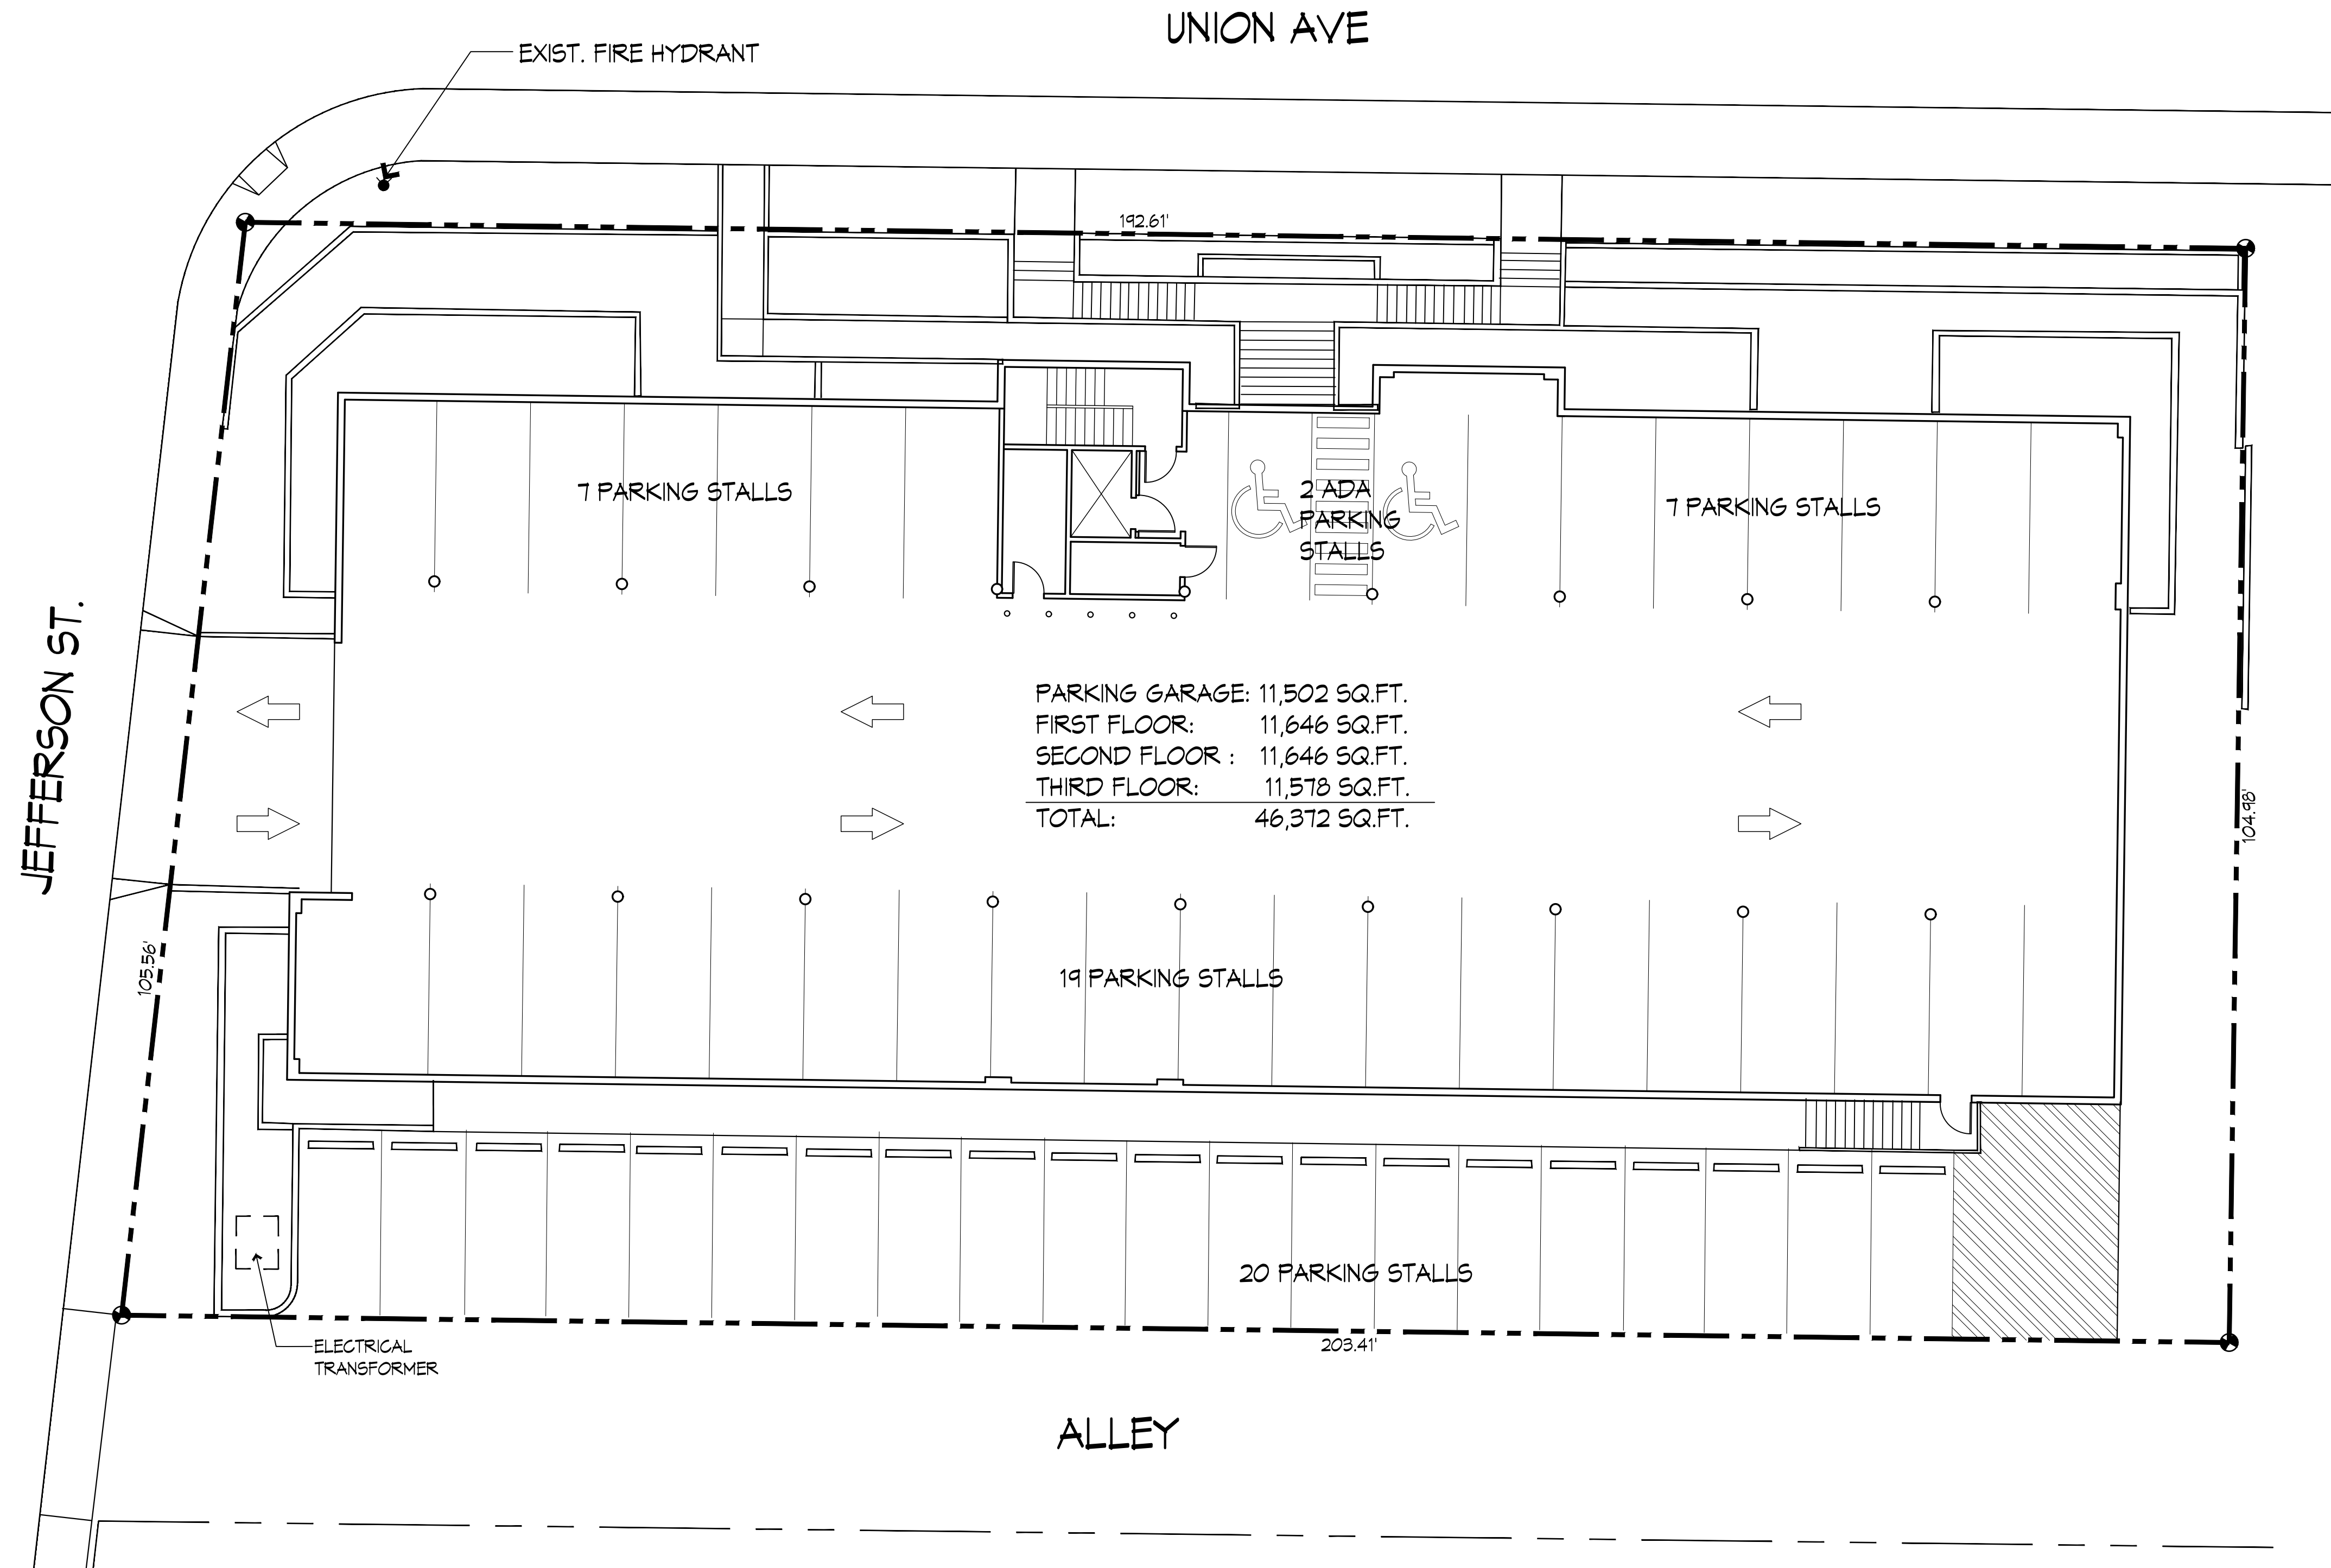 UNION AVE
EXIST. FIRE HYDRANT
192.61'
7 PARKING STALLS
2 ADA
PARKING
STALLS
7 PARKING STALLS
JEFFERSON ST.
PARKING GARAGE: 11,502 SQ.FT.
FIRST FLOOR: 11,646 SQ.FT.
SECOND FLOOR : 11,646 SQ.FT.
THIRD FLOOR: 11,578 SQ.FT.
TOTAL: 46,372 SQ.FT.
104.98'
105.56'
19 PARKING STALLS
20 PARKING STALLS
203.41'
ELECTRICAL
TRANSFORMER
ALLEY